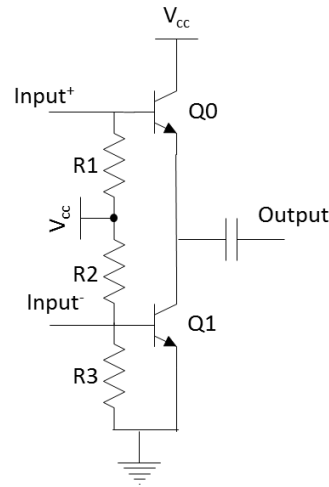 Vcc
Input+
Q0
R1
Vcc
Output
R2
Input-
Q1
R3